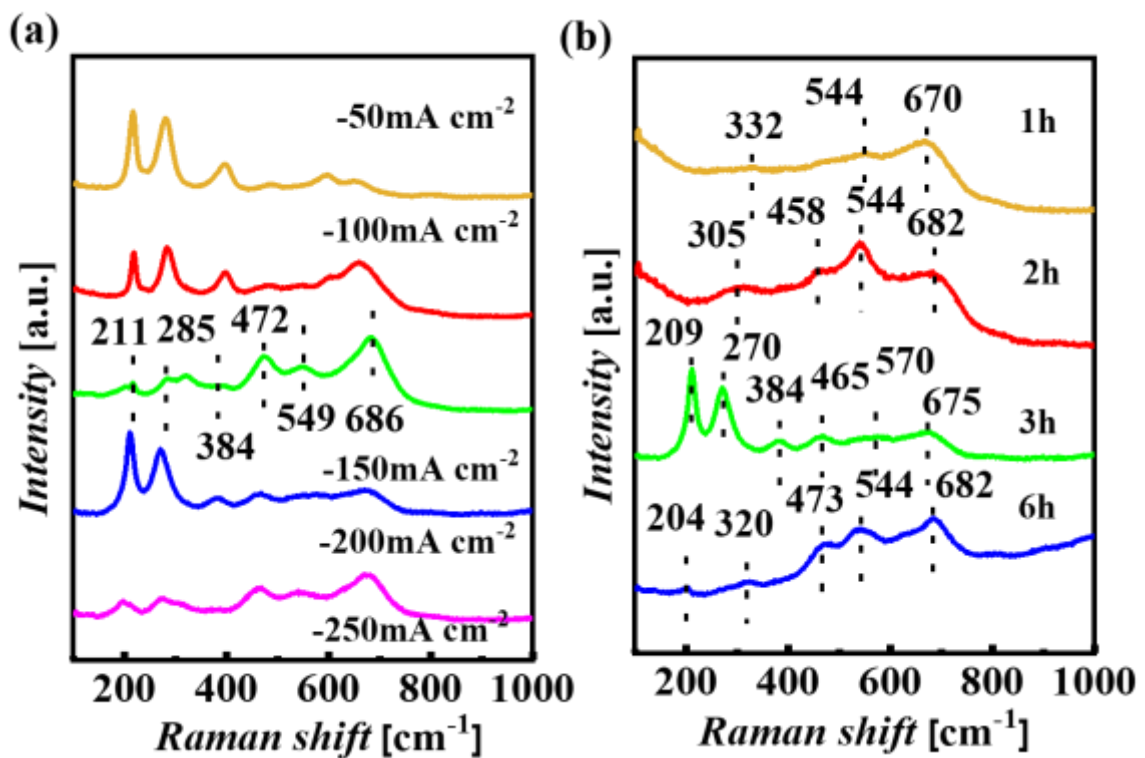 (a)
-50mA cm-2
-100mA cm-2
211 285 472
384 549 686
-150mA cm-2
-200mA cm-2
-250mA cm-2
Intensity [a.u.]
200 400 600 800 1000
Raman shift [cm-1]
(b)
1h
332 544 670
2h
305 458 544 682
3h
209 270 384 465 570 675
6h
204 320 473 544 682
Intensity [a.u.]
200 400 600 800 1000
Raman shift [cm-1]